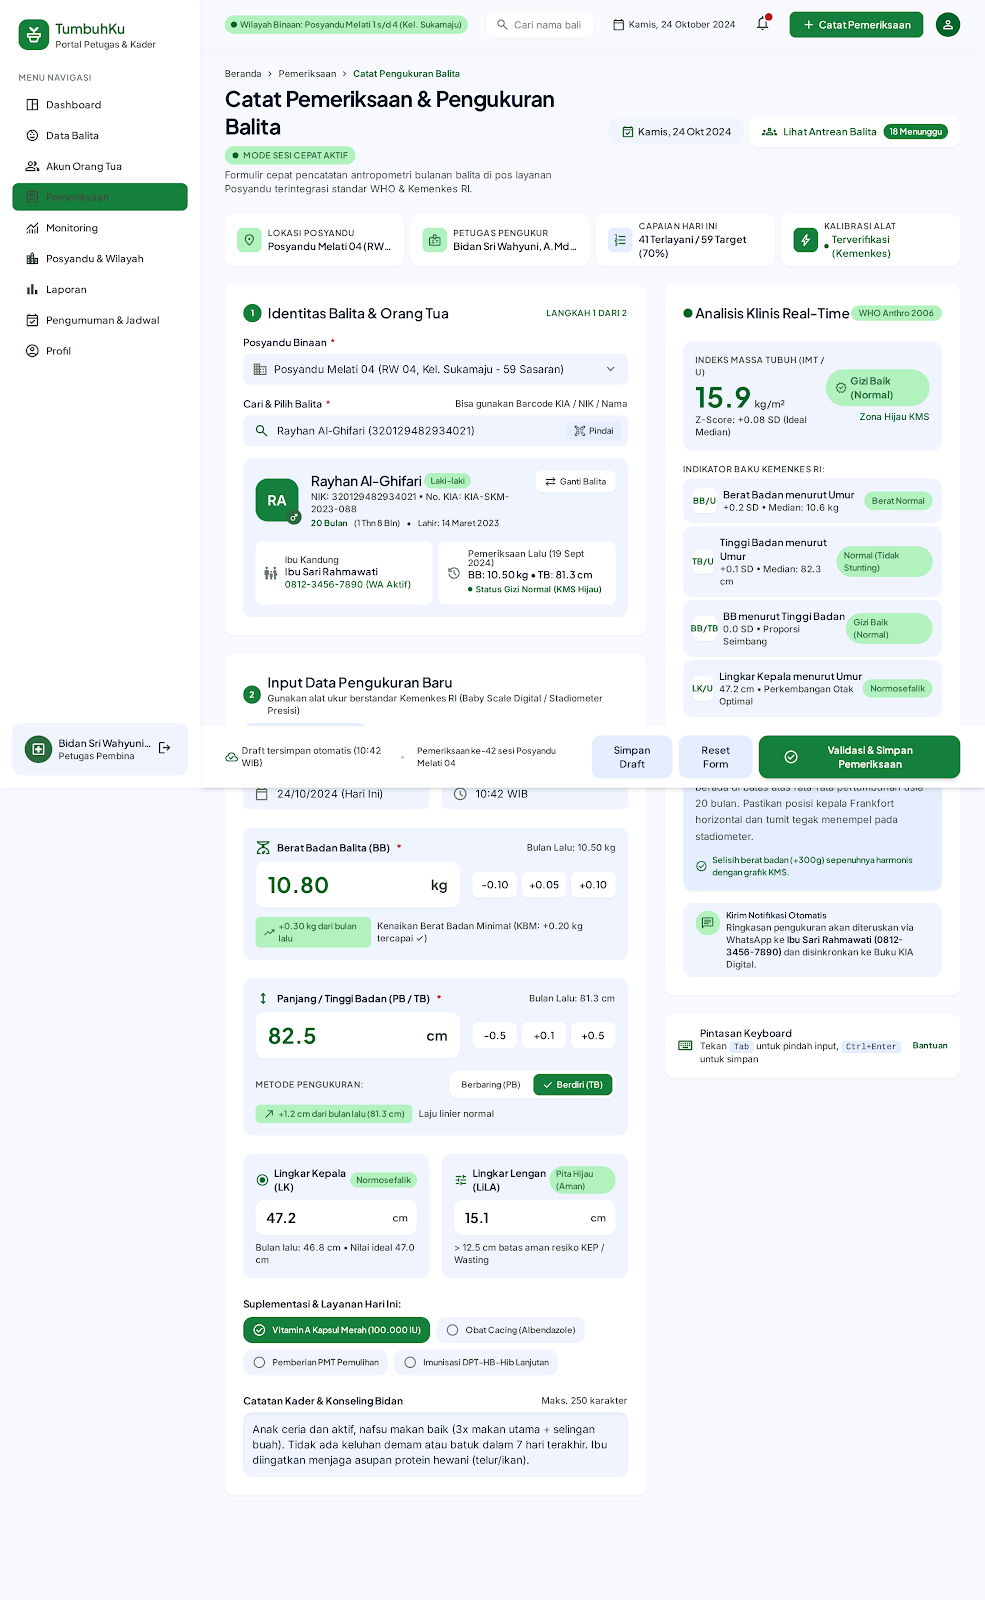 TumbuhKu
Portal Petugas & Kader
MENU NAVIGASI
Dashboard
Data Balita
Akun Orang Tua
Pemeriksaan
Monitoring
Posyandu & Wilayah
Laporan
Pengumuman & Jadwal
Profil
Bidan Sri Wahyuni...
Petugas Pembina
Wilayah Binaan: Posyandu Melati 1 s/d 4 (Kel. Sukamaju)
Cari nama bali
Kamis, 24 Oktober 2024
Catat Pemeriksaan
Beranda > Pemeriksaan > Catat Pengukuran Balita
Catat Pemeriksaan & Pengukuran
Balita
MODE SESI CEPAT AKTIF
Formulir cepat pencatatan antropometri bulanan balita di pos layanan
Posyandu terintegrasi standar WHO & Kemenkes RI.
Kamis, 24 Okt 2024
Lihat Antrean Balita 18 Menunggu
LOKASI POSYANDU
Posyandu Melati 04 (RW...
PETUGAS PENGUKUR
Bidan Sri Wahyuni, A.Md...
CAPAIAN HARI INI
41 Terlayani / 59 Target
(70%)
KALIBRASI ALAT
Terverifikasi
(Kemenkes)
1 Identitas Balita & Orang Tua
LANGKAH 1 DARI 2
Posyandu Binaan *
Posyandu Melati 04 (RW 04, Kel. Sukamaju - 59 Sasaran)
Cari & Pilih Balita *
Bisa gunakan Barcode KIA / NIK / Nama
Rayhan Al-Ghifari (320129482934021)
Pindai
RA
Rayhan Al-Ghifari Laki-laki
NIK: 320129482934021 • No. KIA: KIA-SKM-
2023-088
20 Bulan (1 Thn 8 Bln) • Lahir: 14 Maret 2023
Ganti Balita
Ibu Kandung
Ibu Sari Rahmawati
0812-3456-7890 (WA Aktif)
Pemeriksaan Lalu (19 Sept
2024)
BB: 10.50 kg • TB: 81.3 cm
Status Gizi Normal (KMS Hijau)
2 Input Data Pengukuran Baru
Gunakan alat ukur berstandar Kemenkes RI (Baby Scale Digital / Stadiometer
Presisi)
Draft tersimpan otomatis (10:42
WIB)
Pemeriksaan ke-42 sesi Posyandu
Melati 04
Simpan
Draft
Reset
Form
Validasi & Simpan
Pemeriksaan
24/10/2024 (Hari Ini)
10:42 WIB
Berat Badan Balita (BB) *
Bulan Lalu: 10.50 kg
10.80 kg
-0.10
+0.05
+0.10
+0.30 kg dari bulan
lalu
Kenaikan Berat Badan Minimal (KBM: +0.20 kg
tercapai ✓)
Panjang / Tinggi Badan (PB / TB) *
Bulan Lalu: 81.3 cm
82.5 cm
-0.5
+0.1
+0.5
METODE PENGUKURAN:
Berbaring (PB)
Berdiri (TB)
+1.2 cm dari bulan lalu (81.3 cm)
Laju linier normal
Lingkar Kepala
(LK)
Normosefalik
47.2 cm
Bulan lalu: 46.8 cm • Nilai ideal 47.0
cm
Lingkar Lengan
(LiLA)
Pita Hijau
(Aman)
15.1 cm
> 12.5 cm batas aman resiko KEP /
Wasting
Suplementasi & Layanan Hari Ini:
Vitamin A Kapsul Merah (100.000 IU)
Obat Cacing (Albendazole)
Pemberian PMT Pemulihan
Imunisasi DPT-HB-Hib Lanjutan
Catatan Kader & Konseling Bidan
Maks. 250 karakter
Anak ceria dan aktif, nafsu makan baik (3x makan utama + selingan
buah). Tidak ada keluhan demam atau batuk dalam 7 hari terakhir. Ibu
diingatkan menjaga asupan protein hewani (telur/ikan).
Analisis Klinis Real-Time
WHO Anthro 2006
INDEKS MASSA TUBUH (IMT /
U)
15.9 kg/m²
Z-Score: +0.08 SD (Ideal
Median)
Gizi Baik
(Normal)
Zona Hijau KMS
INDIKATOR BAKU KEMENKES RI:
BB/U
Berat Badan menurut Umur
+0.2 SD • Median: 10.6 kg
Berat Normal
TB/U
Tinggi Badan menurut
Umur
+0.1 SD • Median: 82.3
cm
Normal (Tidak
Stunting)
BB/TB
BB menurut Tinggi Badan
0.0 SD • Proporsi
Seimbang
Gizi Baik
(Normal)
LK/U
Lingkar Kepala menurut Umur
47.2 cm • Perkembangan Otak
Optimal
Normosefalik
berada di batas atas rata-rata pertumbuhan usia
20 bulan. Pastikan posisi kepala Frankfort
horizontal dan tumit tegak menempel pada
stadiometer.
Selisih berat badan (+300g) sepenuhnya harmonis
dengan grafik KMS.
Kirim Notifikasi Otomatis
Ringkasan pengukuran akan diteruskan via
WhatsApp ke Ibu Sari Rahmawati (0812-
3456-7890) dan disinkronkan ke Buku KIA
Digital.
Pintasan Keyboard
Tekan Tab untuk pindah input, Ctrl+Enter
untuk simpan
Bantuan